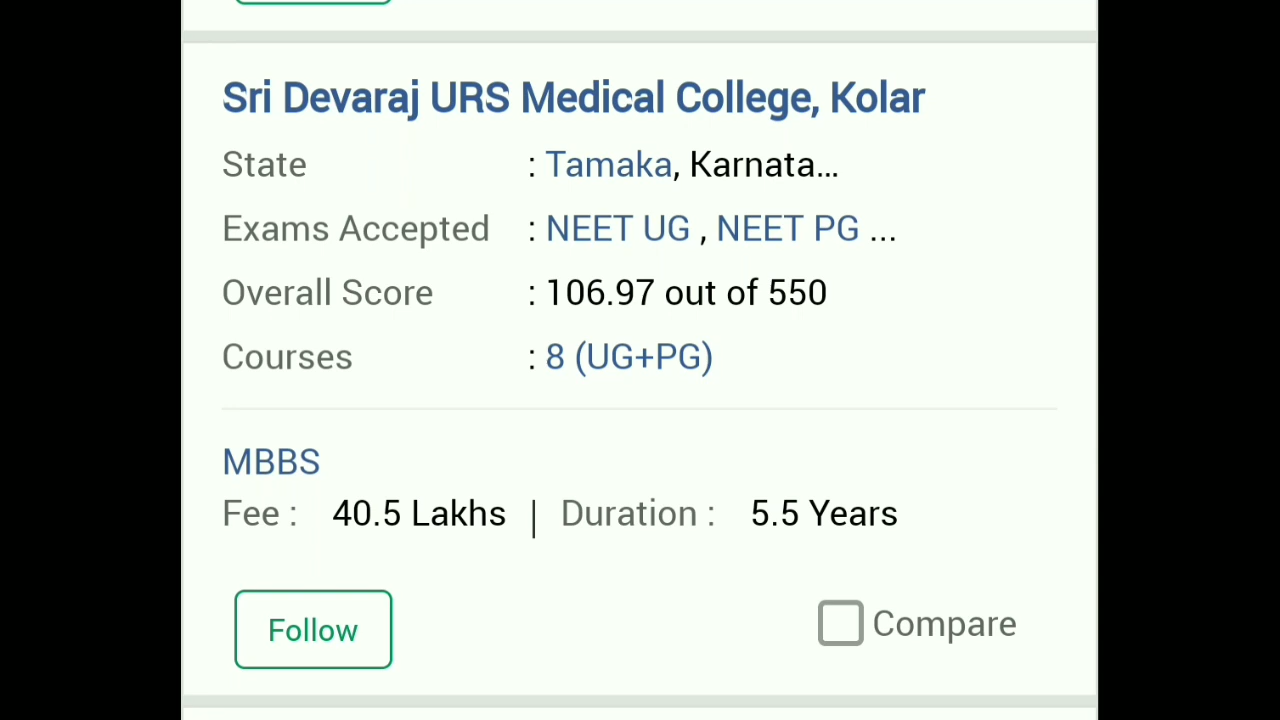 Sri Devaraj URS Medical College, Kolar
State : Tamaka, Karnata...
Exams Accepted : NEET UG , NEET PG ...
Overall Score : 106.97 out of 550
Courses : 8 (UG+PG)
MBBS
Fee : 40.5 Lakhs | Duration : 5.5 Years
Follow
Compare